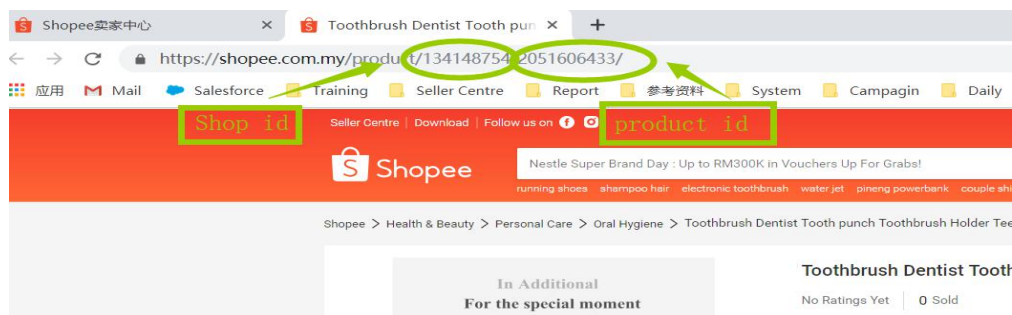 Shopee卖家中心
Toothbrush Dentist Tooth pun
https://shopee.com.my/product/134148754/2051606433/
应用 Mail Salesforce Training Seller Centre Report 参考资料 System Campagin Daily
Shop id
product id
Seller Centre | Download | Follow us on
Shopee
Nestle Super Brand Day : Up to RM300K in Vouchers Up For Grabs!
running shoes shampoo hair electronic toothbrush water jet pineng powerbank couple shi
Shopee > Health & Beauty > Personal Care > Oral Hygiene > Toothbrush Dentist Tooth punch Toothbrush Holder Tee
In Additional
For the special moment
Toothbrush Dentist Tooth
No Ratings Yet 0 Sold